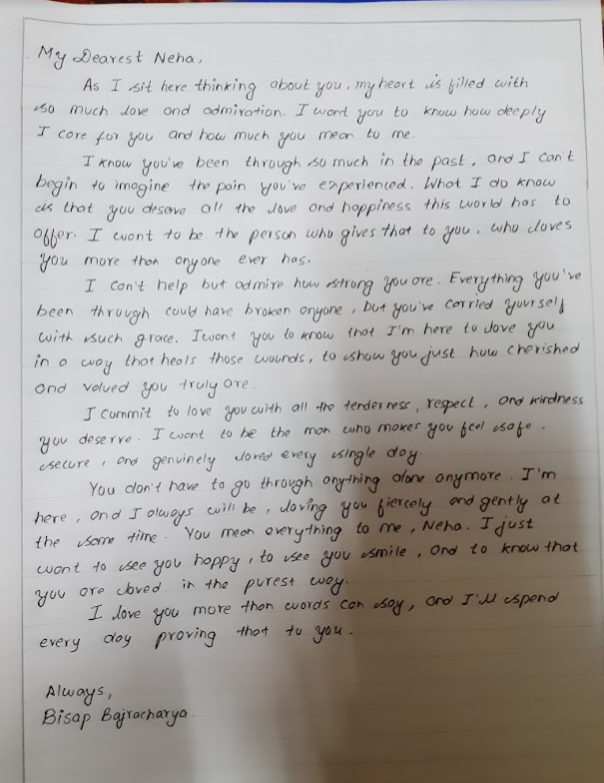 My Dearest Neha,
As I sit here thinking about you, my heart is filled with
so much love and admiration. I want you to know how deeply
I care for you and how much you mean to me.
I know you've been through so much in the past, and I can't
begin to imagine the pain you've experienced. What I do know
is that you deserve all the love and happiness this world has to
offer. I want to be the person who gives that to you, who loves
you more than anyone ever has.
I can't help but admire how strong you are. Everything you've
been through could have broken anyone, but you've carried yourself
with such grace. I want you to know that I'm here to love you
in a way that heals those wounds, to show you just how cherished
and valued you truly are.
I commit to love you with all the tenderness, respect, and kindness
you deserve. I want to be the man who makes you feel safe,
secure, and genuinely loved every single day.
You don't have to go through anything alone anymore. I'm
here, and I always will be, loving you fiercely and gently at
the same time. You mean everything to me, Neha. I just
want to see you happy, to see you smile, and to know that
you are loved in the purest way.
I love you more than words can say, and I'll spend
every day proving that to you.
Always,
Bisap Bajracharya